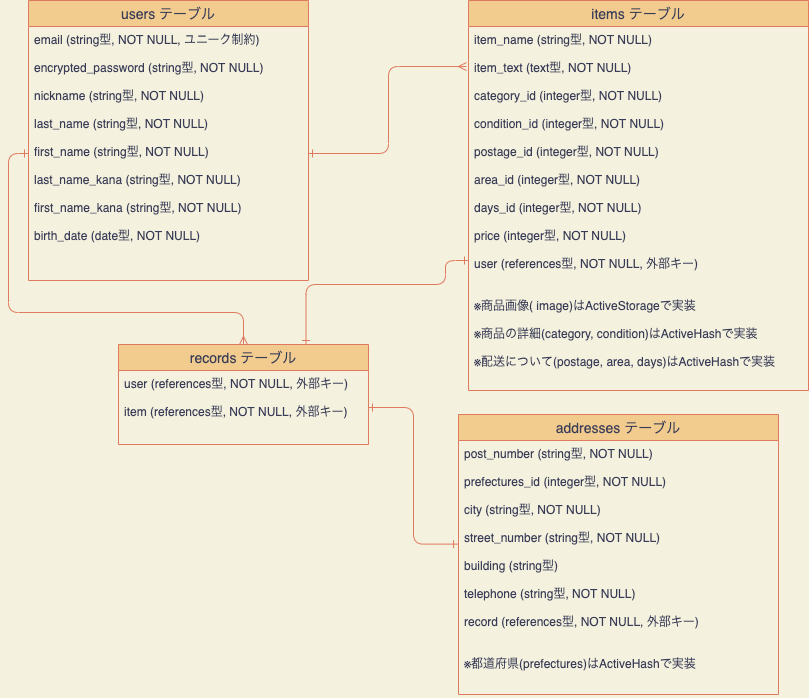 users テーブル
email (string型, NOT NULL, ユニーク制約)
encrypted_password (string型, NOT NULL)
nickname (string型, NOT NULL)
last_name (string型, NOT NULL)
first_name (string型, NOT NULL)
last_name_kana (string型, NOT NULL)
first_name_kana (string型, NOT NULL)
birth_date (date型, NOT NULL)
items テーブル
item_name (string型, NOT NULL)
item_text (text型, NOT NULL)
category_id (integer型, NOT NULL)
condition_id (integer型, NOT NULL)
postage_id (integer型, NOT NULL)
area_id (integer型, NOT NULL)
days_id (integer型, NOT NULL)
price (integer型, NOT NULL)
user (references型, NOT NULL, 外部キー)
※商品画像( image)はActiveStorageで実装
※商品の詳細(category, condition)はActiveHashで実装
※配送について(postage, area, days)はActiveHashで実装
records テーブル
user (references型, NOT NULL, 外部キー)
item (references型, NOT NULL, 外部キー)
addresses テーブル
post_number (string型, NOT NULL)
prefectures_id (integer型, NOT NULL)
city (string型, NOT NULL)
street_number (string型, NOT NULL)
building (string型)
telephone (string型, NOT NULL)
record (references型, NOT NULL, 外部キー)
※都道府県(prefectures)はActiveHashで実装